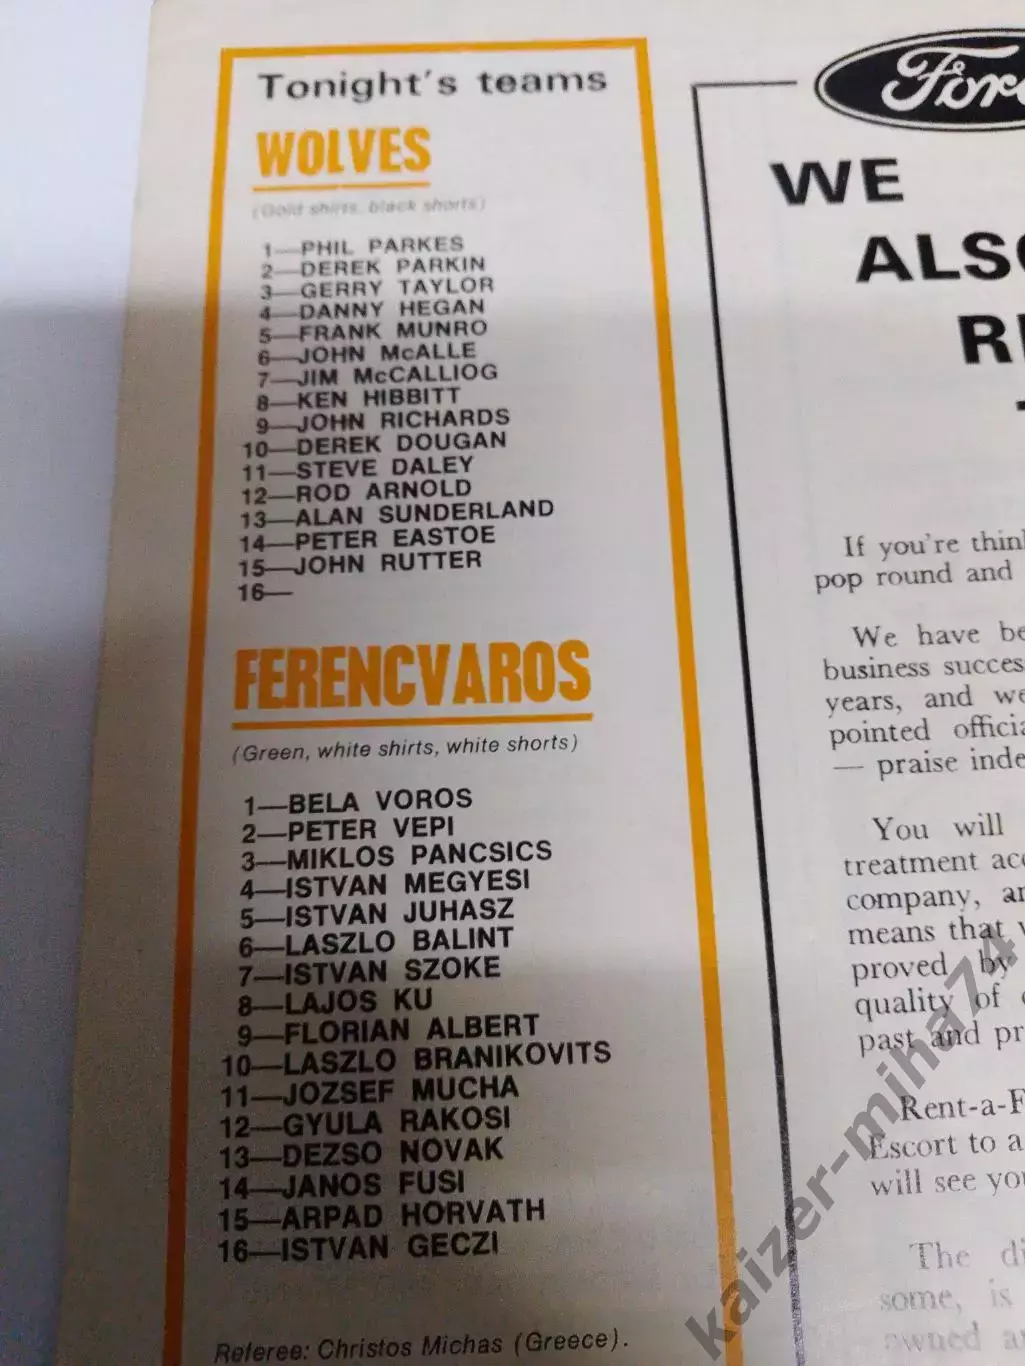 Tonight's teams
WOLVES
(Gold shirts, black shorts)
1—PHIL PARKES
2—DEREK PARKIN
3—GERRY TAYLOR
4—DANNY HEGAN
5—FRANK MUNRO
6—JOHN McALLE
7—JIM McCALLIOG
8—KEN HIBBITT
9—JOHN RICHARDS
10—DEREK DOUGAN
11—STEVE DALEY
12—ROD ARNOLD
13—ALAN SUNDERLAND
14—PETER EASTOE
15—JOHN RUTTER
16—
FERENCVAROS
(Green, white shirts, white shorts)
1—BELA VOROS
2—PETER VEPI
3—MIKLOS PANCSICS
4—ISTVAN MEGYESI
5—ISTVAN JUHASZ
6—LASZLO BALINT
7—ISTVAN SZOKE
8—LAJOS KU
9—FLORIAN ALBERT
10—LASZLO BRANIKOVITS
11—JOZSEF MUCHA
12—GYULA RAKOSI
13—DEZSO NOVAK
14—JANOS FUSI
15—ARPAD HORVATH
16—ISTVAN GECZI
Referee: Christos Michas (Greece).
Ford
WE
ALSO
R
If you're think
pop round and
We have be
business succes
years, and we
pointed officia
— praise inde
You will
treatment acc
company, an
means that
proved by
quality of
past and pr
Rent-a-F
Escort to a
will see you
The di
some, is
owned an
kaizer-miha74